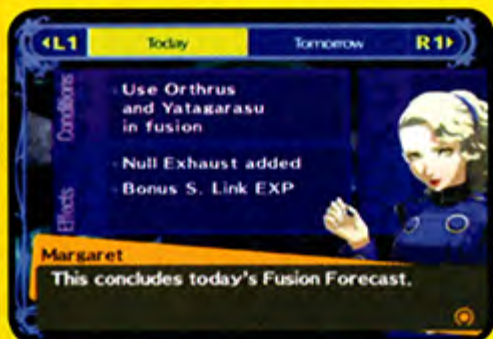 L1 Today Tomorrow R1
Conditions
· Use Orthrus
and Yatagarasu
in fusion
Effects
· Null Exhaust added
· Bonus S. Link EXP
Margaret
This concludes today's Fusion Forecast.